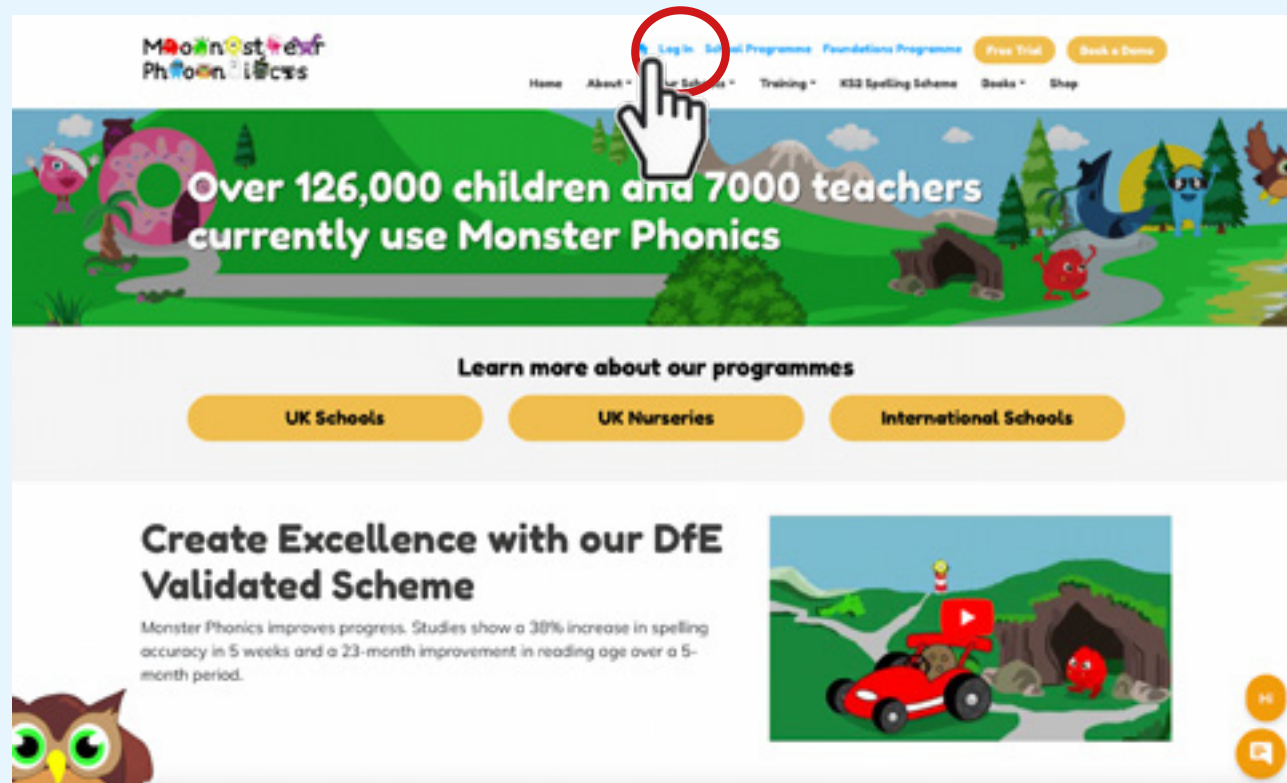 Log In School Programme Foundations Programme Free Trial Book a Demo
Home About Training KS2 Spelling Scheme Books Shop
Over 126,000 children and 7000 teachers
currently use Monster Phonics
Learn more about our programmes
UK Schools UK Nurseries International Schools
Create Excellence with our DfE
Validated Scheme
Monster Phonics improves progress. Studies show a 38% increase in spelling
accuracy in 5 weeks and a 23-month improvement in reading age over a 5-
month period.
Hi